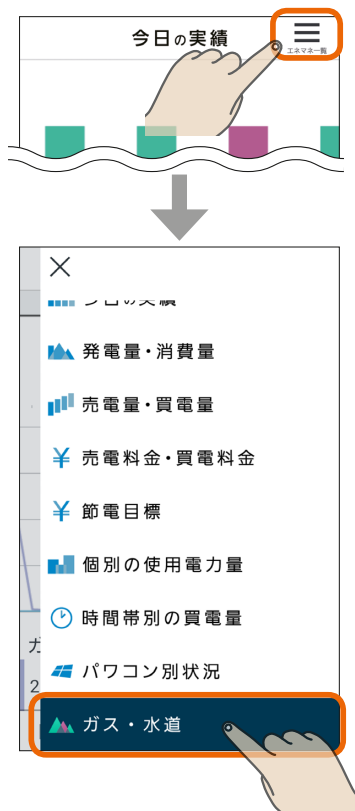 今日の実績
エネマネ一覧
発電量・消費量
売電量・買電量
¥ 売電料金・買電料金
¥ 節電目標
個別の使用電力量
時間帯別の買電量
ガ
パワコン別状況
2
ガス・水道